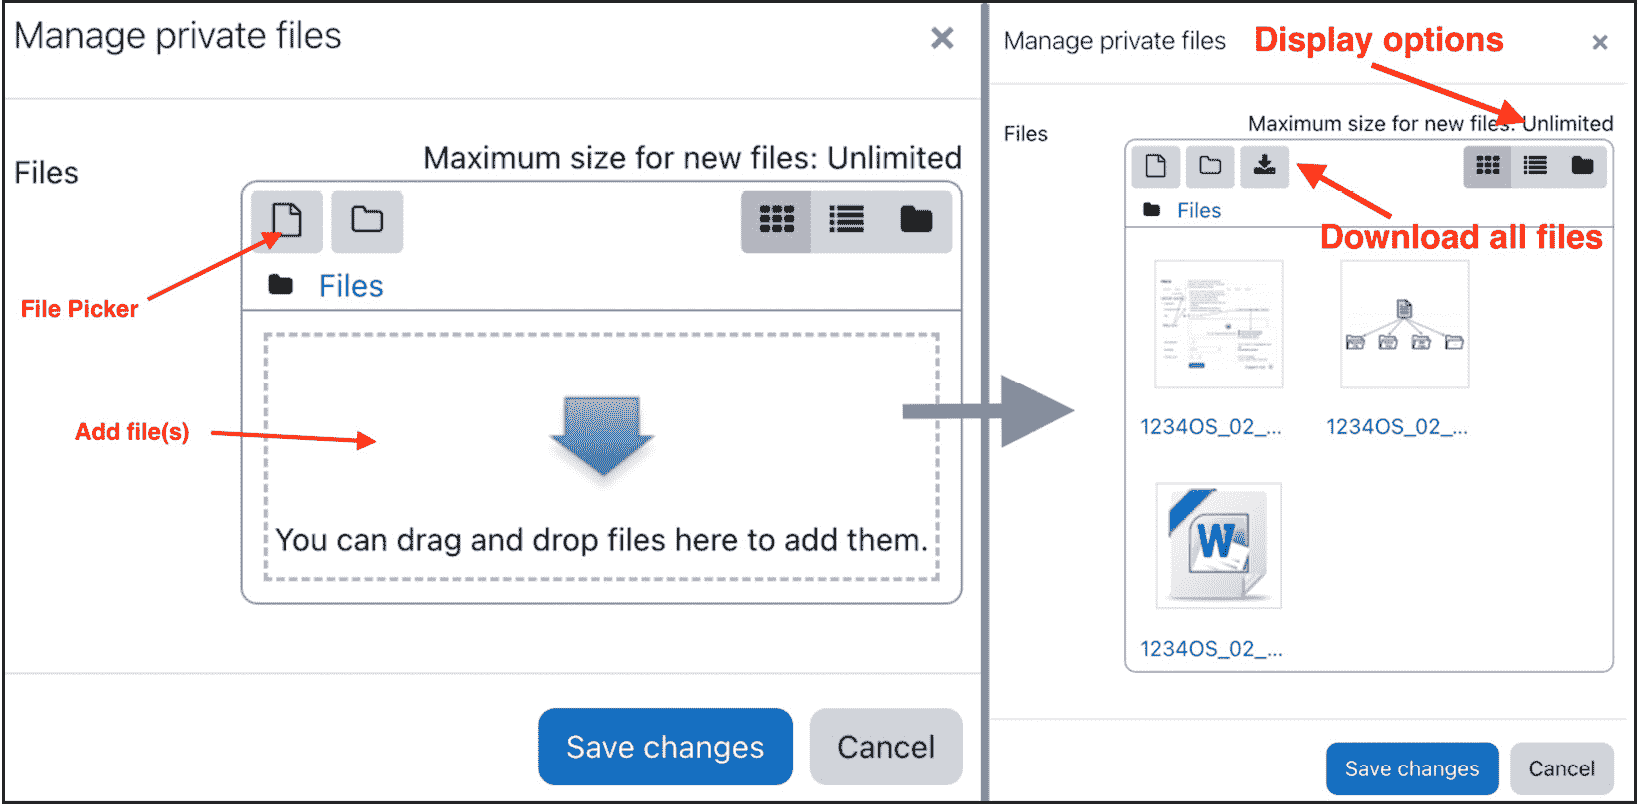 Manage private files
Files
Maximum size for new files: Unlimited
Files
File Picker
Add file(s)
You can drag and drop files here to add them.
Save changes
Cancel
Manage private files
Display options
Maximum size for new files: Unlimited
Files
Files
Download all files
1234OS_02_...
1234OS_02_...
W
1234OS_02_...
Save changes
Cancel